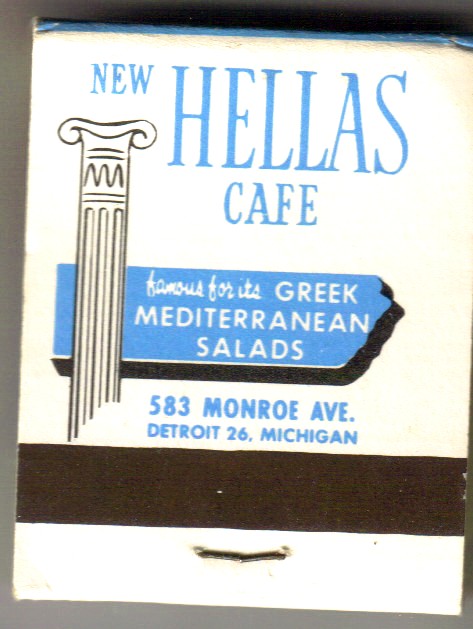 NEW HELLAS
CAFE
famous for its GREEK
MEDITERRANEAN
SALADS
583 MONROE AVE.
DETROIT 26, MICHIGAN